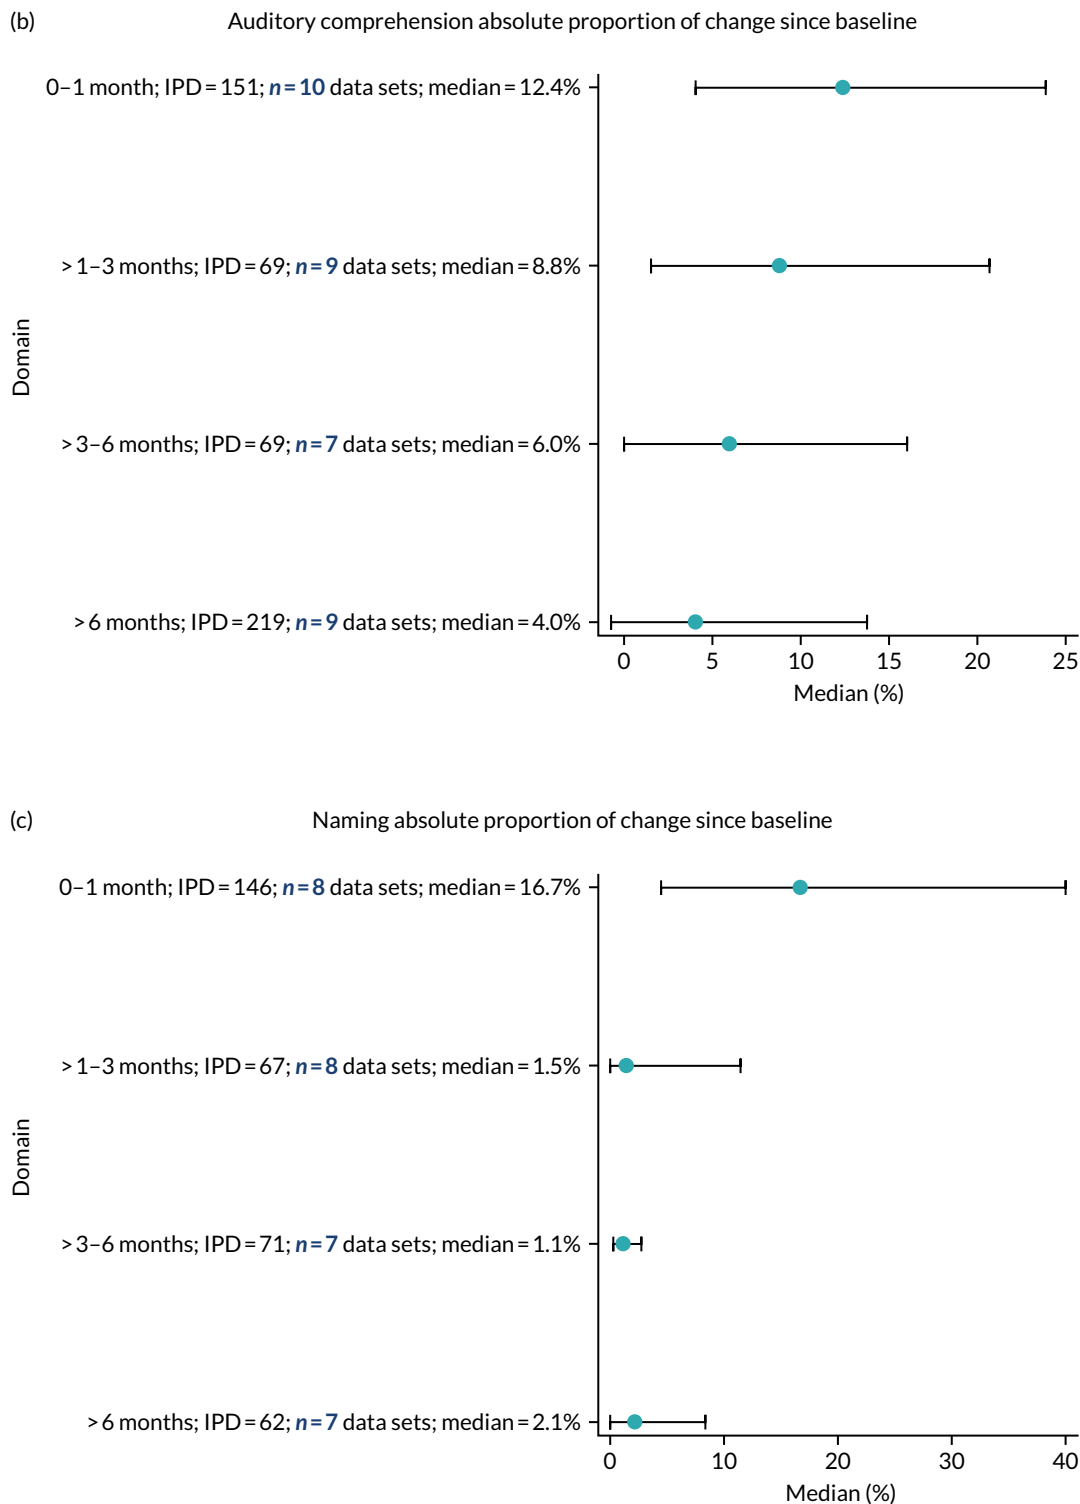 (b) Auditory comprehension absolute proportion of change since baseline
0–1 month; IPD = 151; n = 10 data sets; median = 12.4%
> 1–3 months; IPD = 69; n = 9 data sets; median = 8.8%
Domain
> 3–6 months; IPD = 69; n = 7 data sets; median = 6.0%
> 6 months; IPD = 219; n = 9 data sets; median = 4.0%
0 5 10 15 20 25
Median (%)
(c) Naming absolute proportion of change since baseline
0–1 month; IPD = 146; n = 8 data sets; median = 16.7%
> 1–3 months; IPD = 67; n = 8 data sets; median = 1.5%
Domain
> 3–6 months; IPD = 71; n = 7 data sets; median = 1.1%
> 6 months; IPD = 62; n = 7 data sets; median = 2.1%
0 10 20 30 40
Median (%)